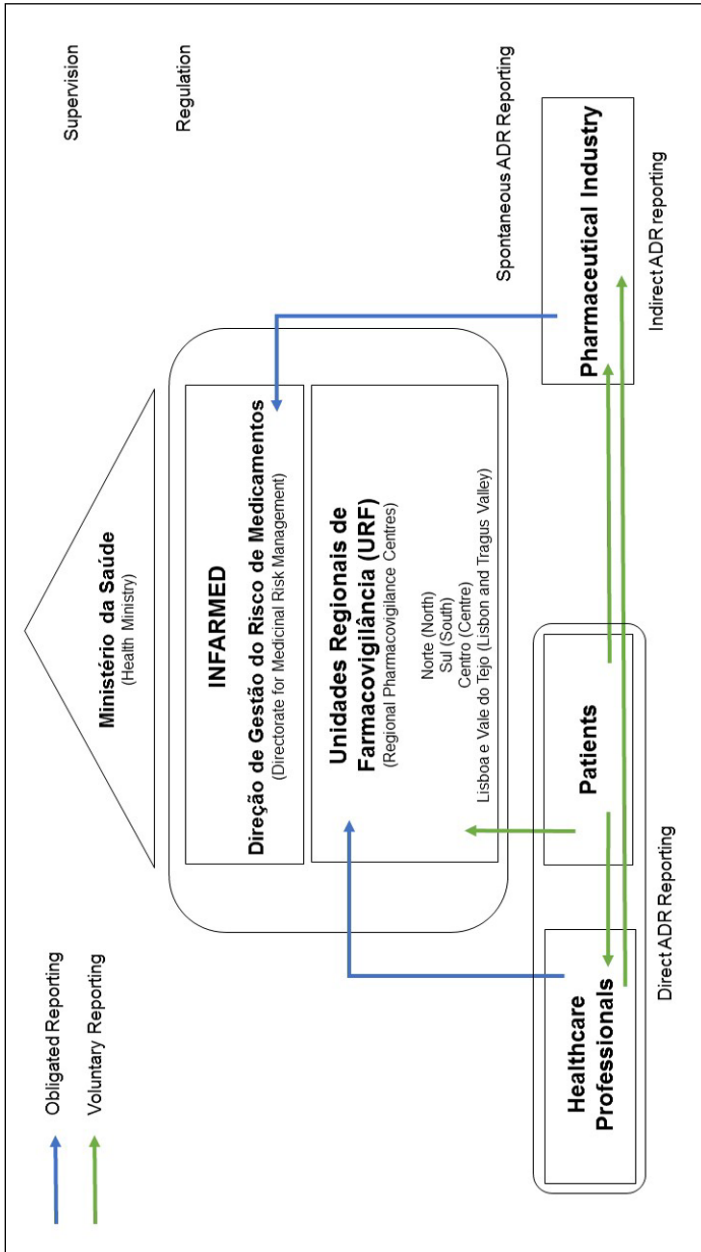 Obligated Reporting
Voluntary Reporting
Supervision
Regulation
Ministério da Saúde
(Health Ministry)
INFARMED
Direção de Gestão do Risco de Medicamentos
(Directorate for Medicinal Risk Management)
Unidades Regionais de
Farmacovigilância (URF)
(Regional Pharmacovigilance Centres)
Norte (North)
Sul (South)
Centro (Centre)
Lisboa e Vale do Tejo (Lisbon and Tragus Valley)
Spontaneous ADR Reporting
Healthcare
Professionals
Patients
Pharmaceutical Industry
Direct ADR Reporting
Indirect ADR reporting